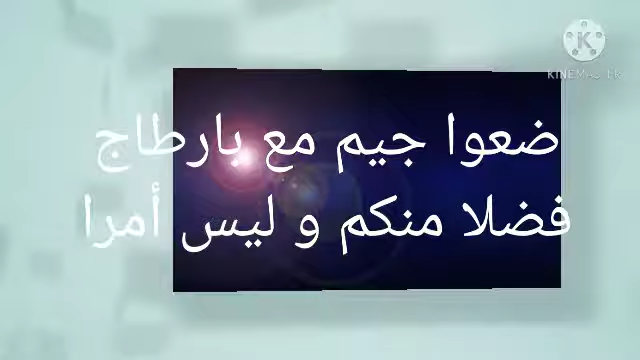 KINEMASTER
ضعوا جيم مع بارطاج
فضلا منكم و ليس أمرا